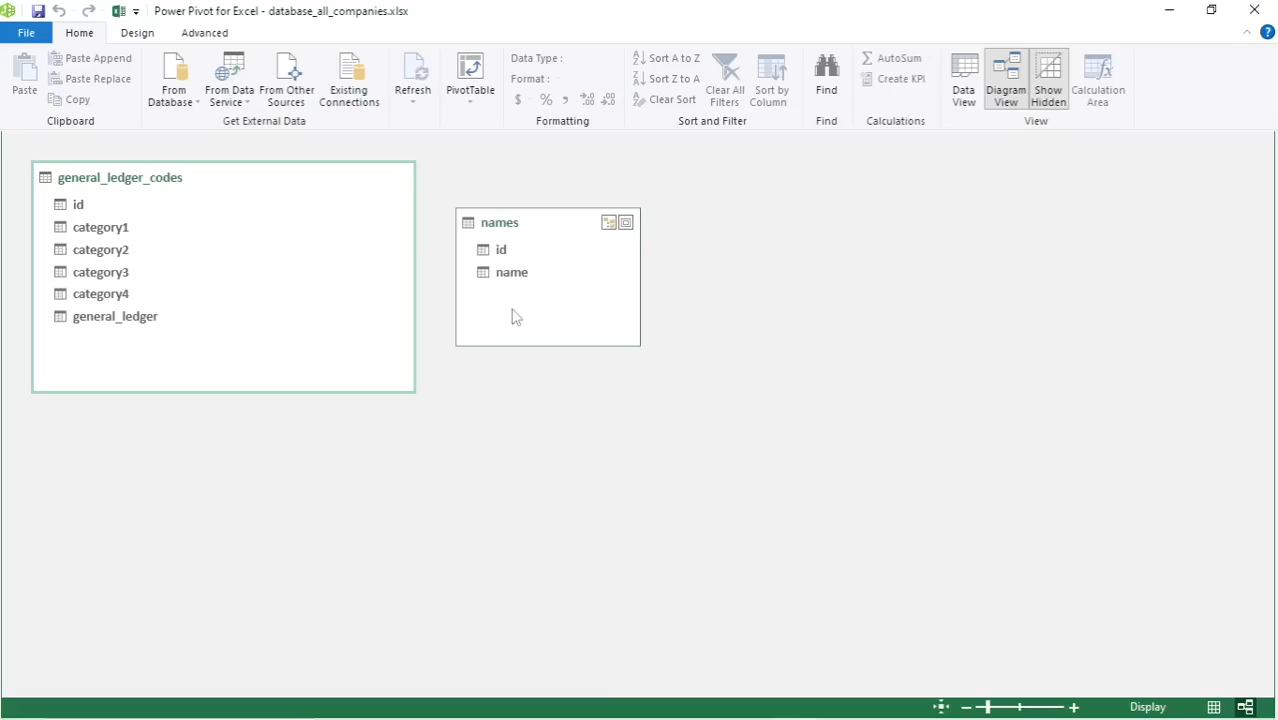 Power Pivot for Excel - database_all_companies.xlsx
File Home Design Advanced
Paste
Paste Append
Paste Replace
Copy
Clipboard
From Database
From Data Service
From Other Sources
Existing Connections
Get External Data
Refresh
PivotTable
Data Type :
Format :
$ % ,
Formatting
Sort A to Z
Sort Z to A
Clear Sort
Clear All Filters
Sort by Column
Sort and Filter
Find
Find
AutoSum
Create KPI
Calculations
Data View
Diagram View
Show Hidden
Calculation Area
View
general_ledger_codes
id
category1
category2
category3
category4
general_ledger
names
id
name
Display